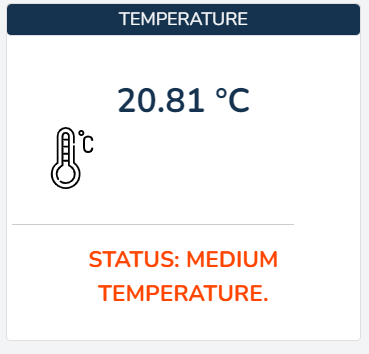 TEMPERATURE
20.81 °C
°C
STATUS: MEDIUM
TEMPERATURE.